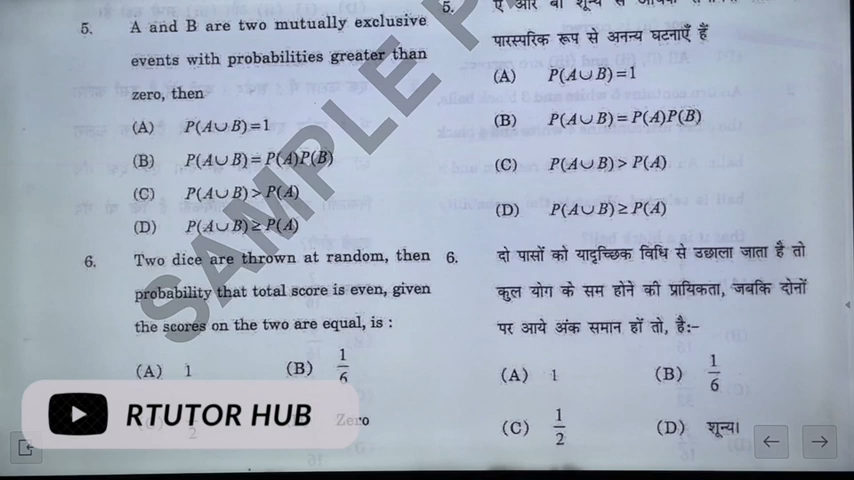 5. A and B are two mutually exclusive
events with probabilities greater than
zero, then
(A) P(A∪B)=1
(B) P(A∪B)=P(A)P(B)
(C) P(A∪B)>P(A)
(D) P(A∪B)≥P(A)
6. Two dice are thrown at random, then
probability that total score is even, given
the scores on the two are equal, is :
(A) 1 (B) 1/6
Zero
5.
पारस्परिक रूप से अनन्य घटनाएँ हैं
(A) P(A∪B)=1
(B) P(A∪B)=P(A)P(B)
(C) P(A∪B)>P(A)
(D) P(A∪B)≥P(A)
6. दो पासों को यादृच्छिक विधि से उछाला जाता है तो
कुल योग के सम होने की प्रायिकता, जबकि दोनों
पर आये अंक समान हों तो, है:-
(A) 1 (B) 1/6
(C) 1/2 (D) शून्य।
SAMPLE P
RTUTOR HUB